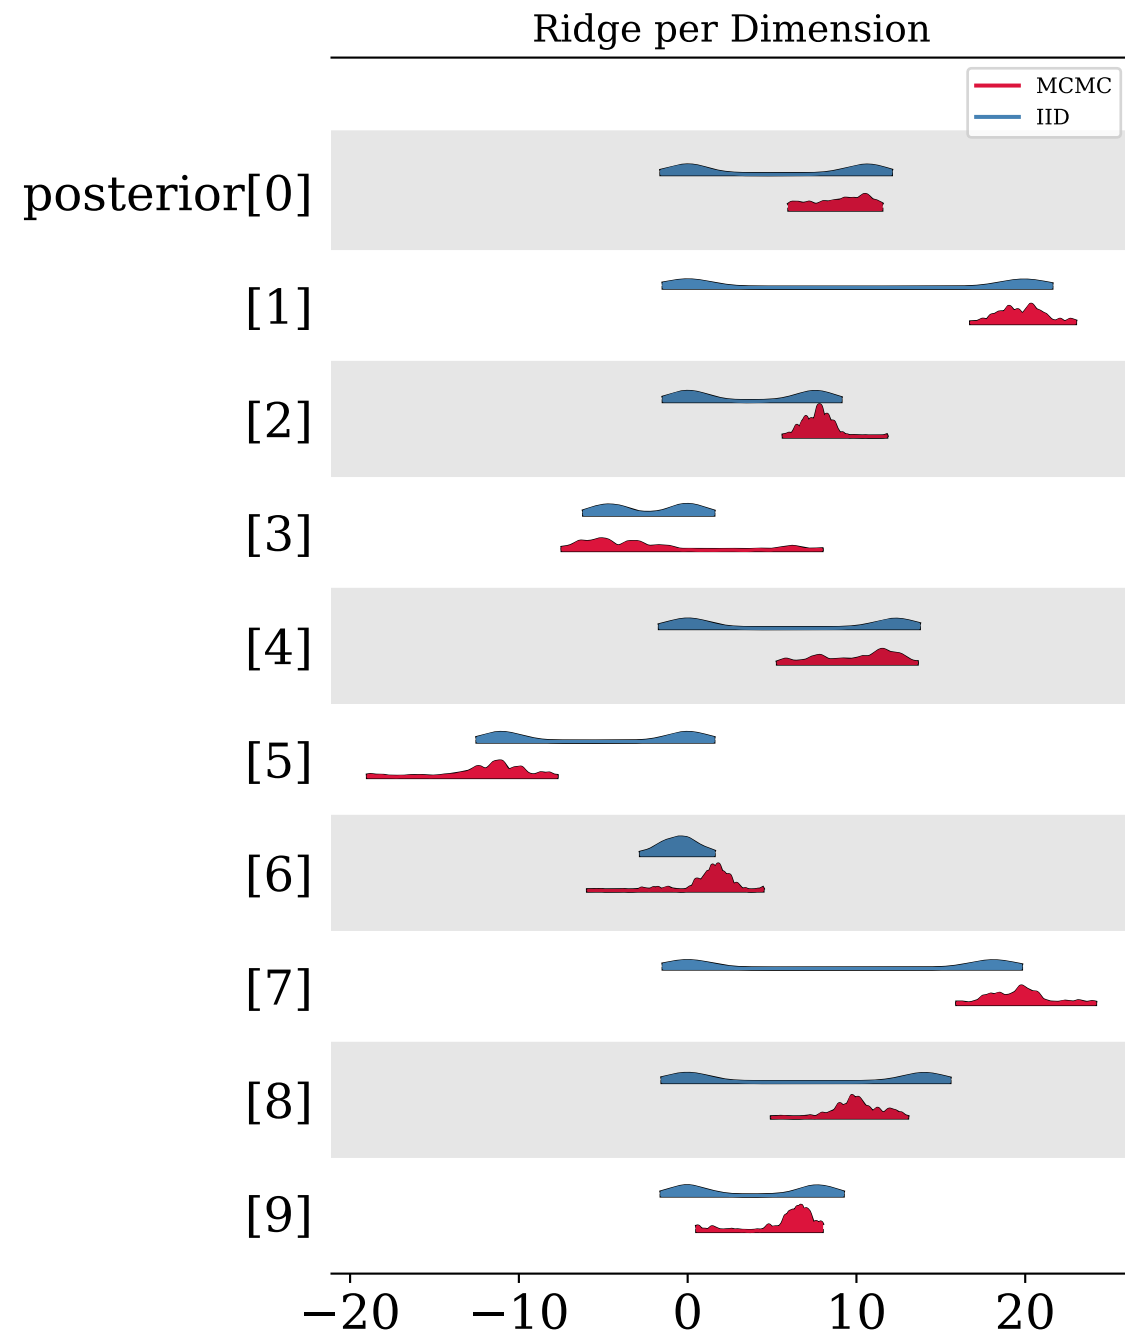 Ridge per Dimension
MCMC
IID
posterior[0]
[1]
[2]
[3]
[4]
[5]
[6]
[7]
[8]
[9]
−20 −10 0 10 20